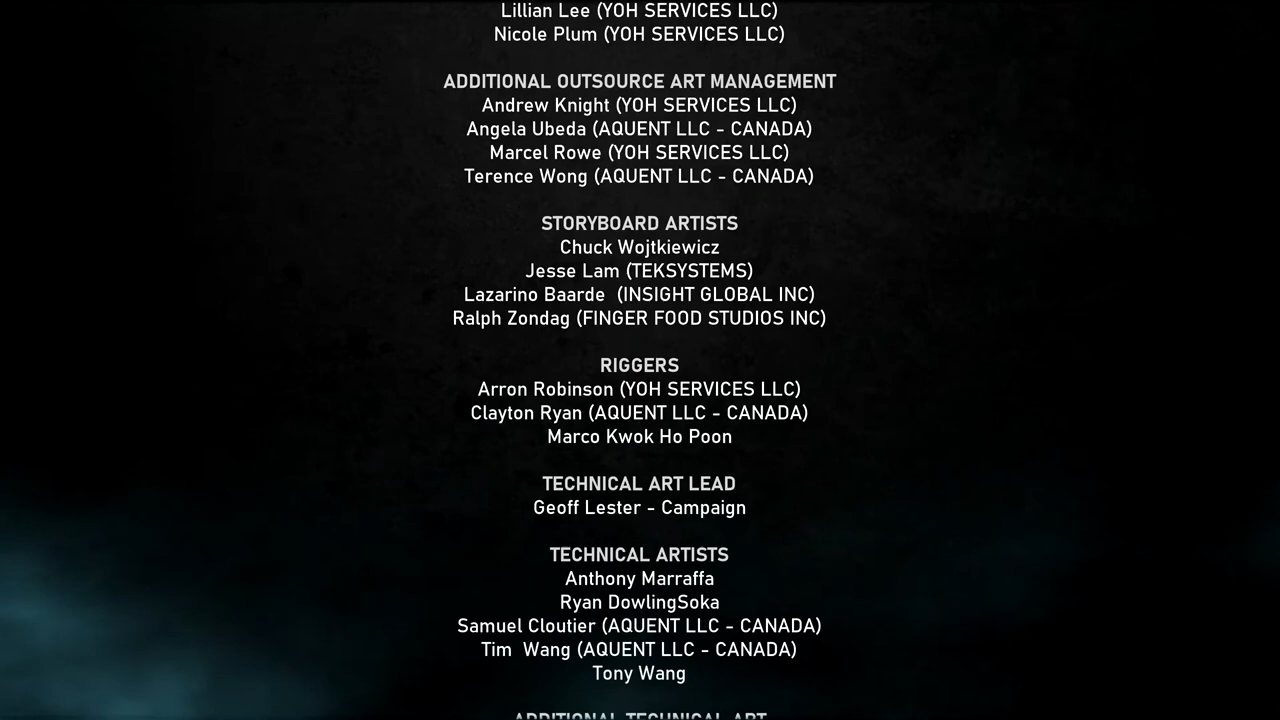 Lillian Lee (YOH SERVICES LLC)
Nicole Plum (YOH SERVICES LLC)
ADDITIONAL OUTSOURCE ART MANAGEMENT
Andrew Knight (YOH SERVICES LLC)
Angela Ubeda (AQUENT LLC - CANADA)
Marcel Rowe (YOH SERVICES LLC)
Terence Wong (AQUENT LLC - CANADA)
STORYBOARD ARTISTS
Chuck Wojtkiewicz
Jesse Lam (TEKSYSTEMS)
Lazarino Baarde  (INSIGHT GLOBAL INC)
Ralph Zondag (FINGER FOOD STUDIOS INC)
RIGGERS
Arron Robinson (YOH SERVICES LLC)
Clayton Ryan (AQUENT LLC - CANADA)
Marco Kwok Ho Poon
TECHNICAL ART LEAD
Geoff Lester - Campaign
TECHNICAL ARTISTS
Anthony Marraffa
Ryan DowlingSoka
Samuel Cloutier (AQUENT LLC - CANADA)
Tim  Wang (AQUENT LLC - CANADA)
Tony Wang
ADDITIONAL TECHNICAL ART